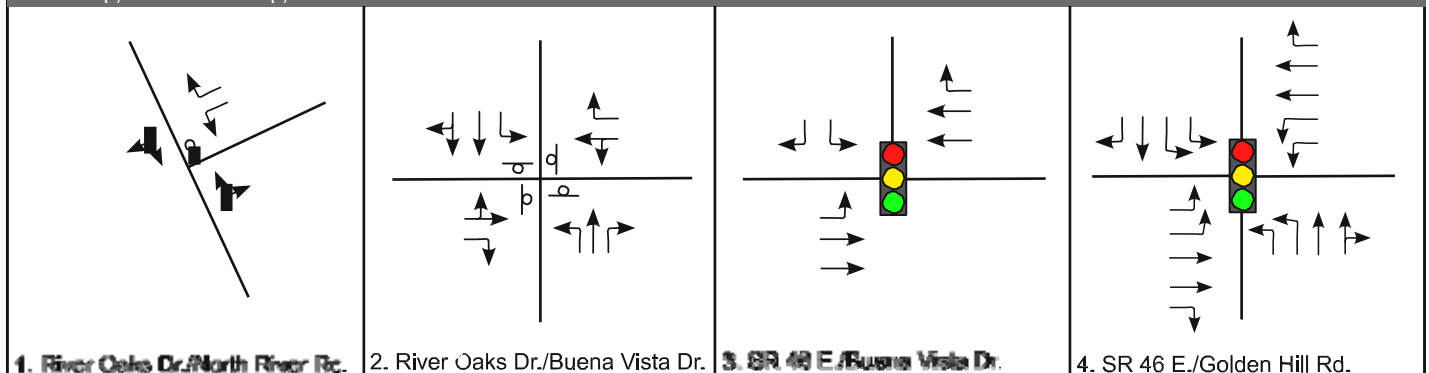 1. River Oaks Dr./North River Rd.
2. River Oaks Dr./Buena Vista Dr.
3. SR 46 E./Buena Vista Dr.
4. SR 46 E./Golden Hill Rd.